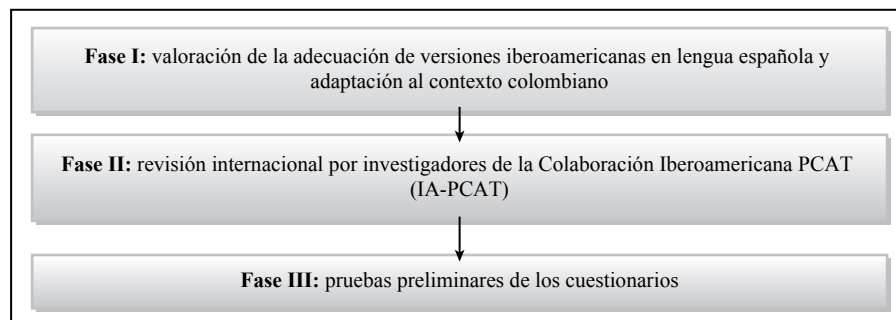 Fase I: valoración de la adecuación de versiones iberoamericanas en lengua española y
adaptación al contexto colombiano
Fase II: revisión internacional por investigadores de la Colaboración Iberoamericana PCAT
(IA-PCAT)
Fase III: pruebas preliminares de los cuestionarios